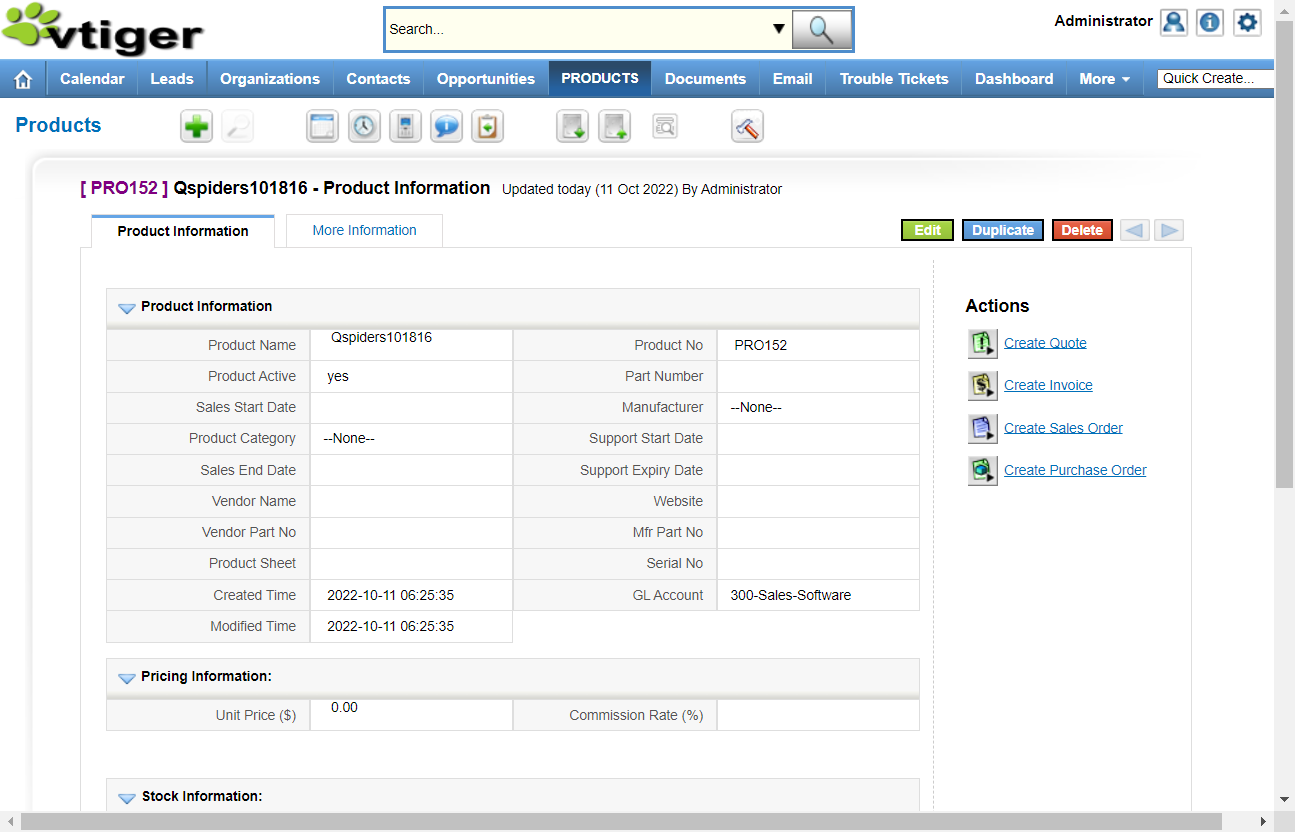 vtiger
Search...
Administrator
Calendar Leads Organizations Contacts Opportunities PRODUCTS Documents Email Trouble Tickets Dashboard More Quick Create...
Products
[ PRO152 ] Qspiders101816 - Product Information Updated today (11 Oct 2022) By Administrator
Product Information More Information Edit Duplicate Delete
Product Information
Product Name Qspiders101816 Product No PRO152
Product Active yes Part Number
Sales Start Date Manufacturer --None--
Product Category --None-- Support Start Date
Sales End Date Support Expiry Date
Vendor Name Website
Vendor Part No Mfr Part No
Product Sheet Serial No
Created Time 2022-10-11 06:25:35 GL Account 300-Sales-Software
Modified Time 2022-10-11 06:25:35
Pricing Information:
Unit Price ($) 0.00 Commission Rate (%)
Stock Information:
Actions
Create Quote
Create Invoice
Create Sales Order
Create Purchase Order